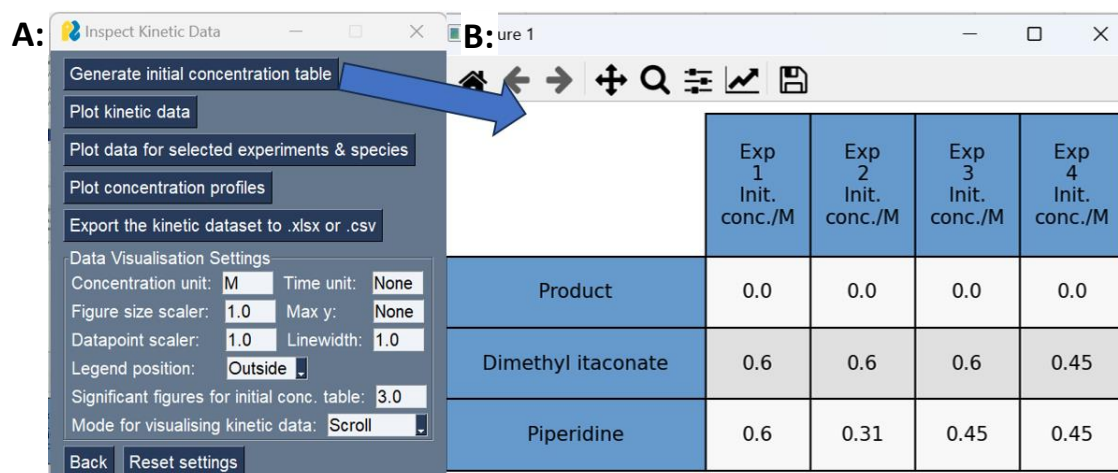 A:
Inspect Kinetic Data
Generate initial concentration table
Plot kinetic data
Plot data for selected experiments & species
Plot concentration profiles
Export the kinetic dataset to .xlsx or .csv
Data Visualisation Settings
Concentration unit: M Time unit: None
Figure size scaler: 1.0 Max y: None
Datapoint scaler: 1.0 Linewidth: 1.0
Legend position: Outside
Significant figures for initial conc. table: 3.0
Mode for visualising kinetic data: Scroll
Back Reset settings
B:
ure 1
Exp 1 Init. conc./M
Exp 2 Init. conc./M
Exp 3 Init. conc./M
Exp 4 Init. conc./M
Product 0.0 0.0 0.0 0.0
Dimethyl itaconate 0.6 0.6 0.6 0.45
Piperidine 0.6 0.31 0.45 0.45